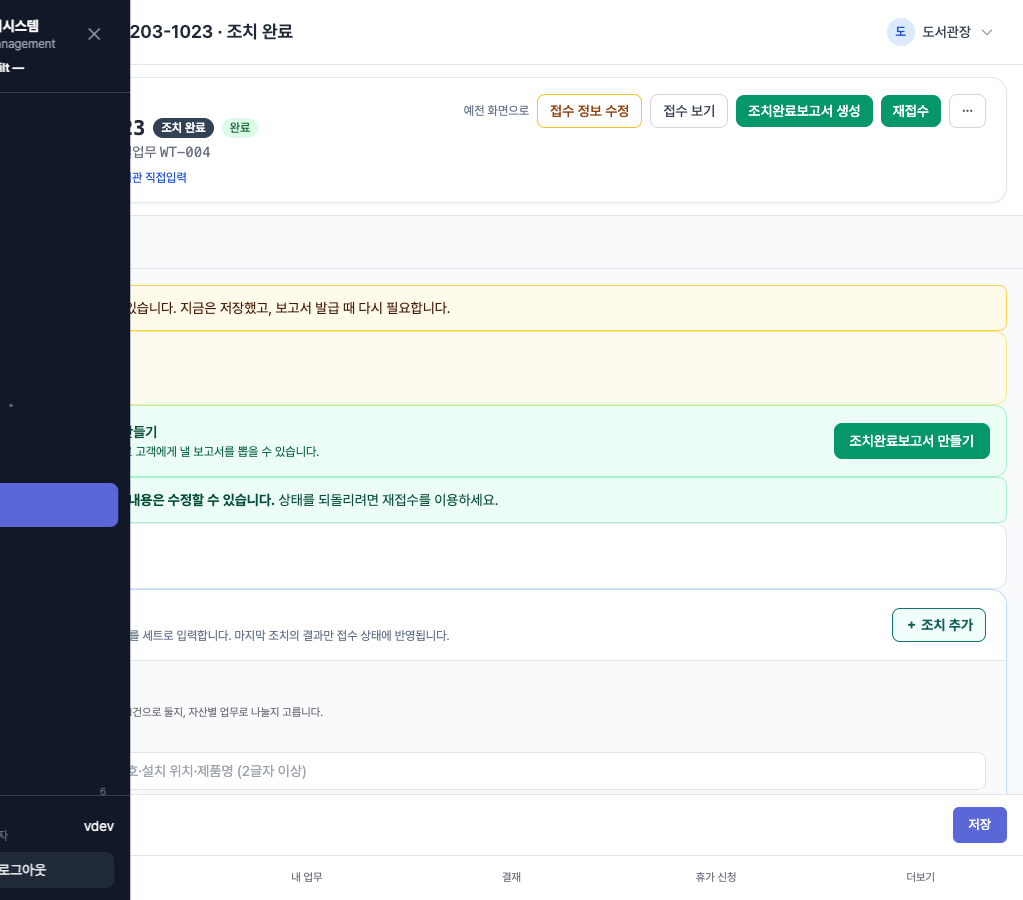 시스템
nagement
ilt —
203-1023 · 조치 완료
도 도서관장
예전 화면으로 접수 정보 수정 접수 보기 조치완료보고서 생성 재접수 ···
23 조치 완료 완료
업무 WT-004
관 직접입력
있습니다. 지금은 저장했고, 보고서 발급 때 다시 필요합니다.
만들기
로 고객에게 낼 보고서를 뽑을 수 있습니다.
조치완료보고서 만들기
내용은 수정할 수 있습니다. 상태를 되돌리려면 재접수를 이용하세요.
를 세트로 입력합니다. 마지막 조치의 결과만 접수 상태에 반영됩니다.
+ 조치 추가
건으로 둘지, 자산별 업무로 나눌지 고릅니다.
호·설치 위치·제품명 (2글자 이상)
6
vdev
자
로그아웃
저장
내 업무 결재 휴가 신청 더보기